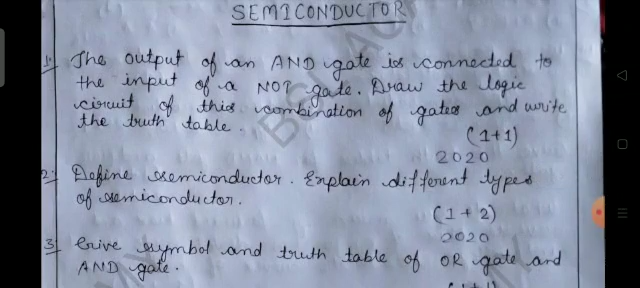 SEMICONDUCTOR
1. The output of an AND gate is connected to
the input of a NOT gate. Draw the logic
circuit of this combination of gates and write
the truth table.
(1+1)
2020
2. Define semiconductor. Explain different types
of semiconductor.
(1+2)
2020
3. Give symbol and truth table of OR gate and
AND gate.